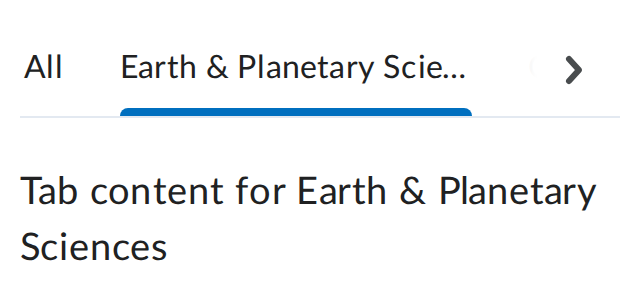 All Earth & Planetary Scie...
Tab content for Earth & Planetary
Sciences